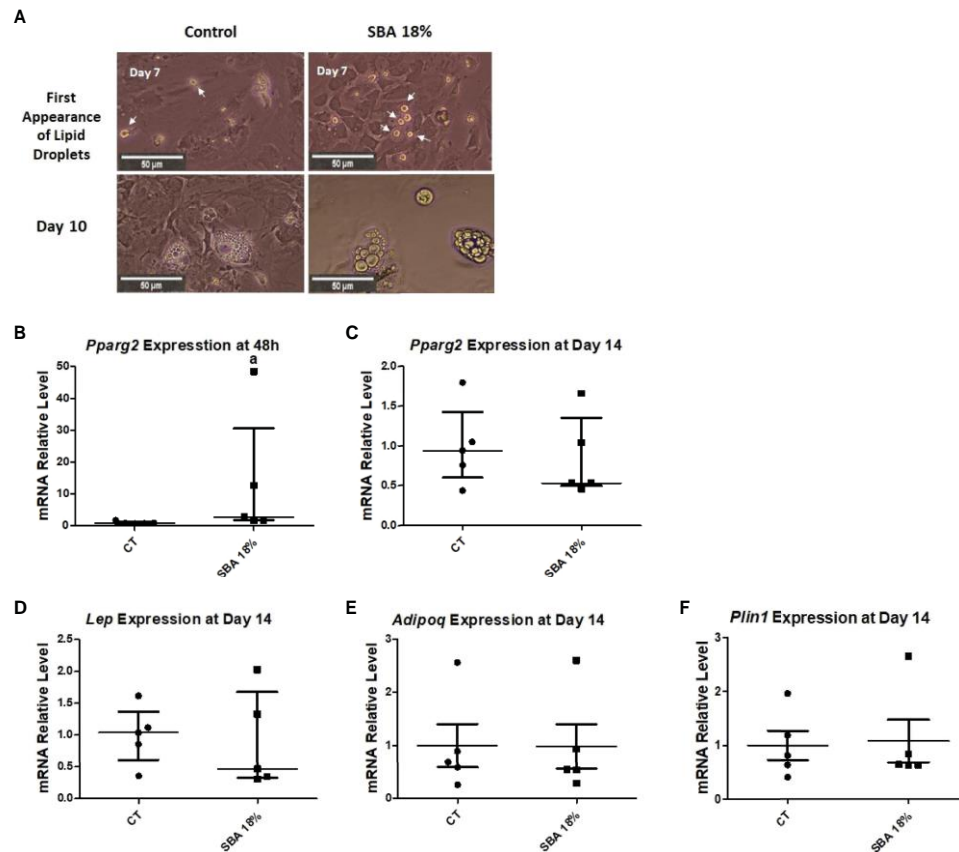 A
Control
SBA 18%
First
Appearance
of Lipid
Droplets
Day 7
50 µm
Day 7
50 µm
Day 10
50 µm
50 µm
B
Pparg2 Expresstion at 48h
mRNA Relative Level
50
40
30
20
10
0
a
CT
SBA 18%
C
Pparg2 Expression at Day 14
mRNA Relative Level
2.0
1.5
1.0
0.5
0.0
CT
SBA 18%
D
Lep Expression at Day 14
mRNA Relative Level
2.5
2.0
1.5
1.0
0.5
0.0
CT
SBA 18%
E
Adipoq Expression at Day 14
mRNA Relative Level
3
2
1
0
CT
SBA 18%
F
Plin1 Expression at Day 14
mRNA Relative Level
3
2
1
0
CT
SBA 18%